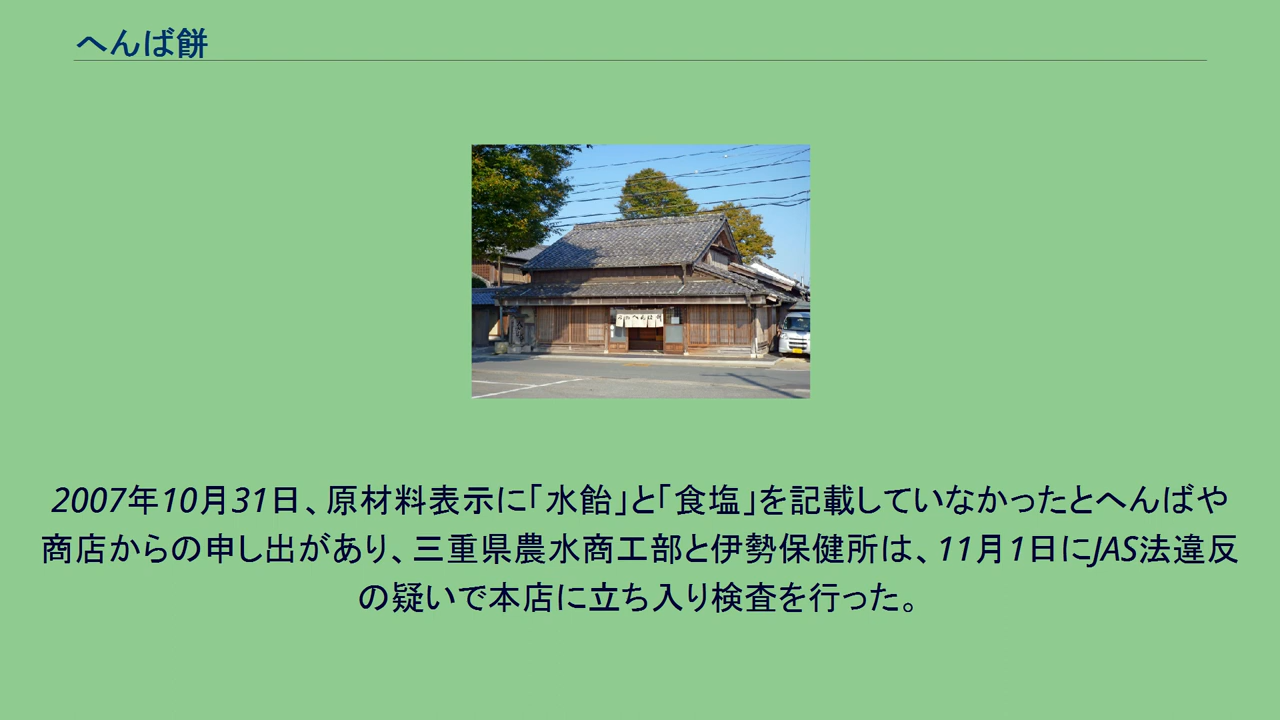 へんば餅
2007年10月31日、原材料表示に「水飴」と「食塩」を記載していなかったとへんばや
商店からの申し出があり、三重県農水商工部と伊勢保健所は、11月1日にJAS法違反
の疑いで本店に立ち入り検査を行った。